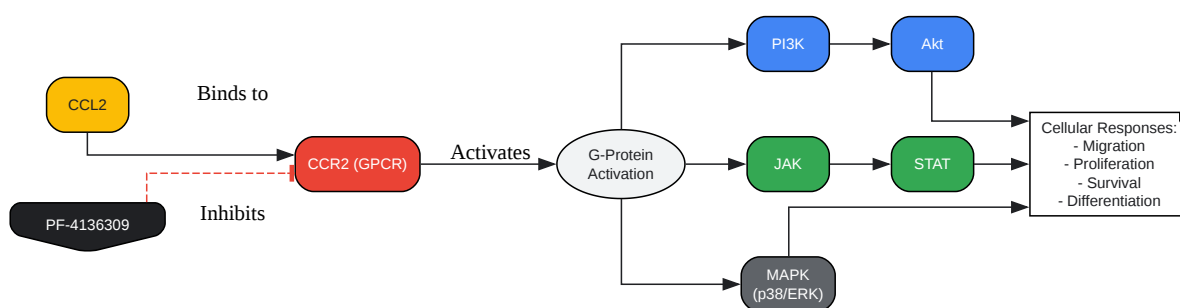 PI3K
Akt
CCL2
Binds to
CCR2 (GPCR)
Activates
G-Protein
Activation
JAK
STAT
Cellular Responses:
- Migration
- Proliferation
- Survival
- Differentiation
PF-4136309
Inhibits
MAPK
(p38/ERK)